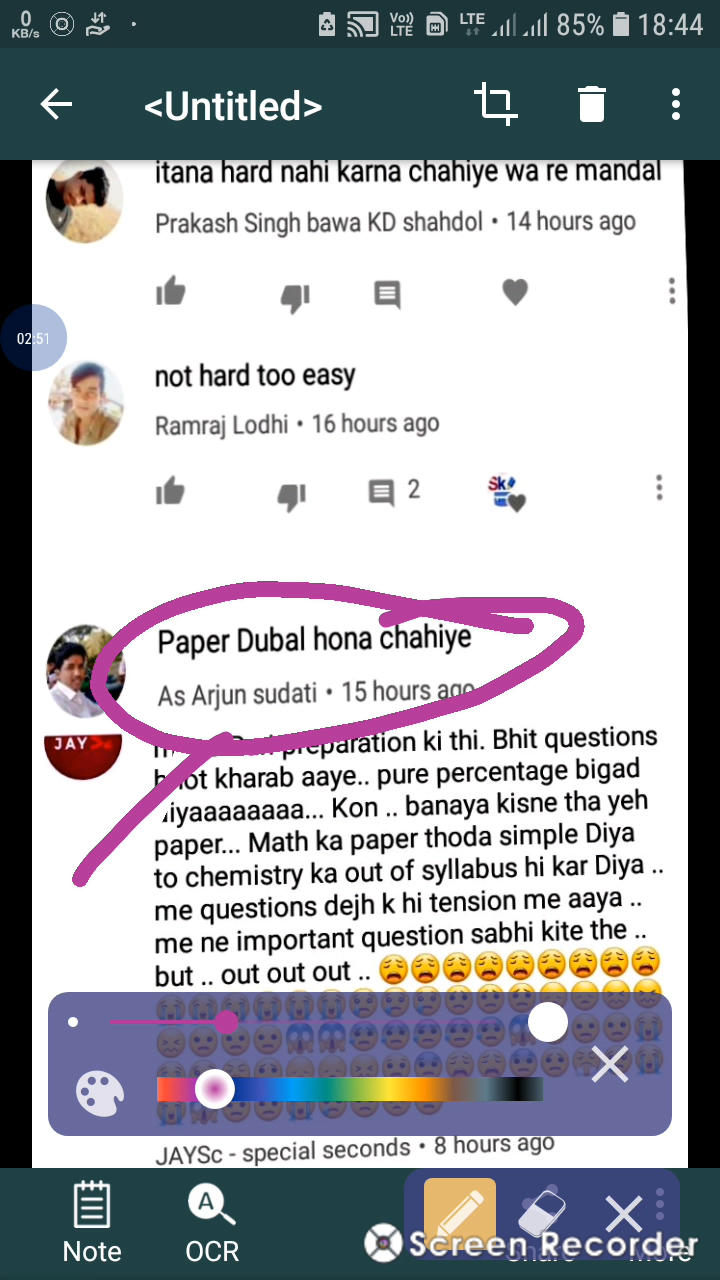 0
KB/s
Vo))
LTE
LTE
85%
18:44
<Untitled>
itana hard nahi karna chahiye wa re mandal
Prakash Singh bawa KD shahdol • 14 hours ago
02:51
not hard too easy
Ramraj Lodhi • 16 hours ago
2
Sk
Paper Dubal hona chahiye
As Arjun sudati • 15 hours ago
JAY
preparation ki thi. Bhit questions
kharab aaye.. pure percentage bigad
... Kon .. banaya kisne tha yeh
paper... Math ka paper thoda simple Diya
to chemistry ka out of syllabus hi kar Diya ..
me questions dejh k hi tension me aaya ..
me ne important question sabhi kite the ..
but .. out out out .. 😩😩😩😩😩😩😩😩😩
JAYSc - special seconds • 8 hours ago
Note
A
OCR
Share
More
Screen Recorder